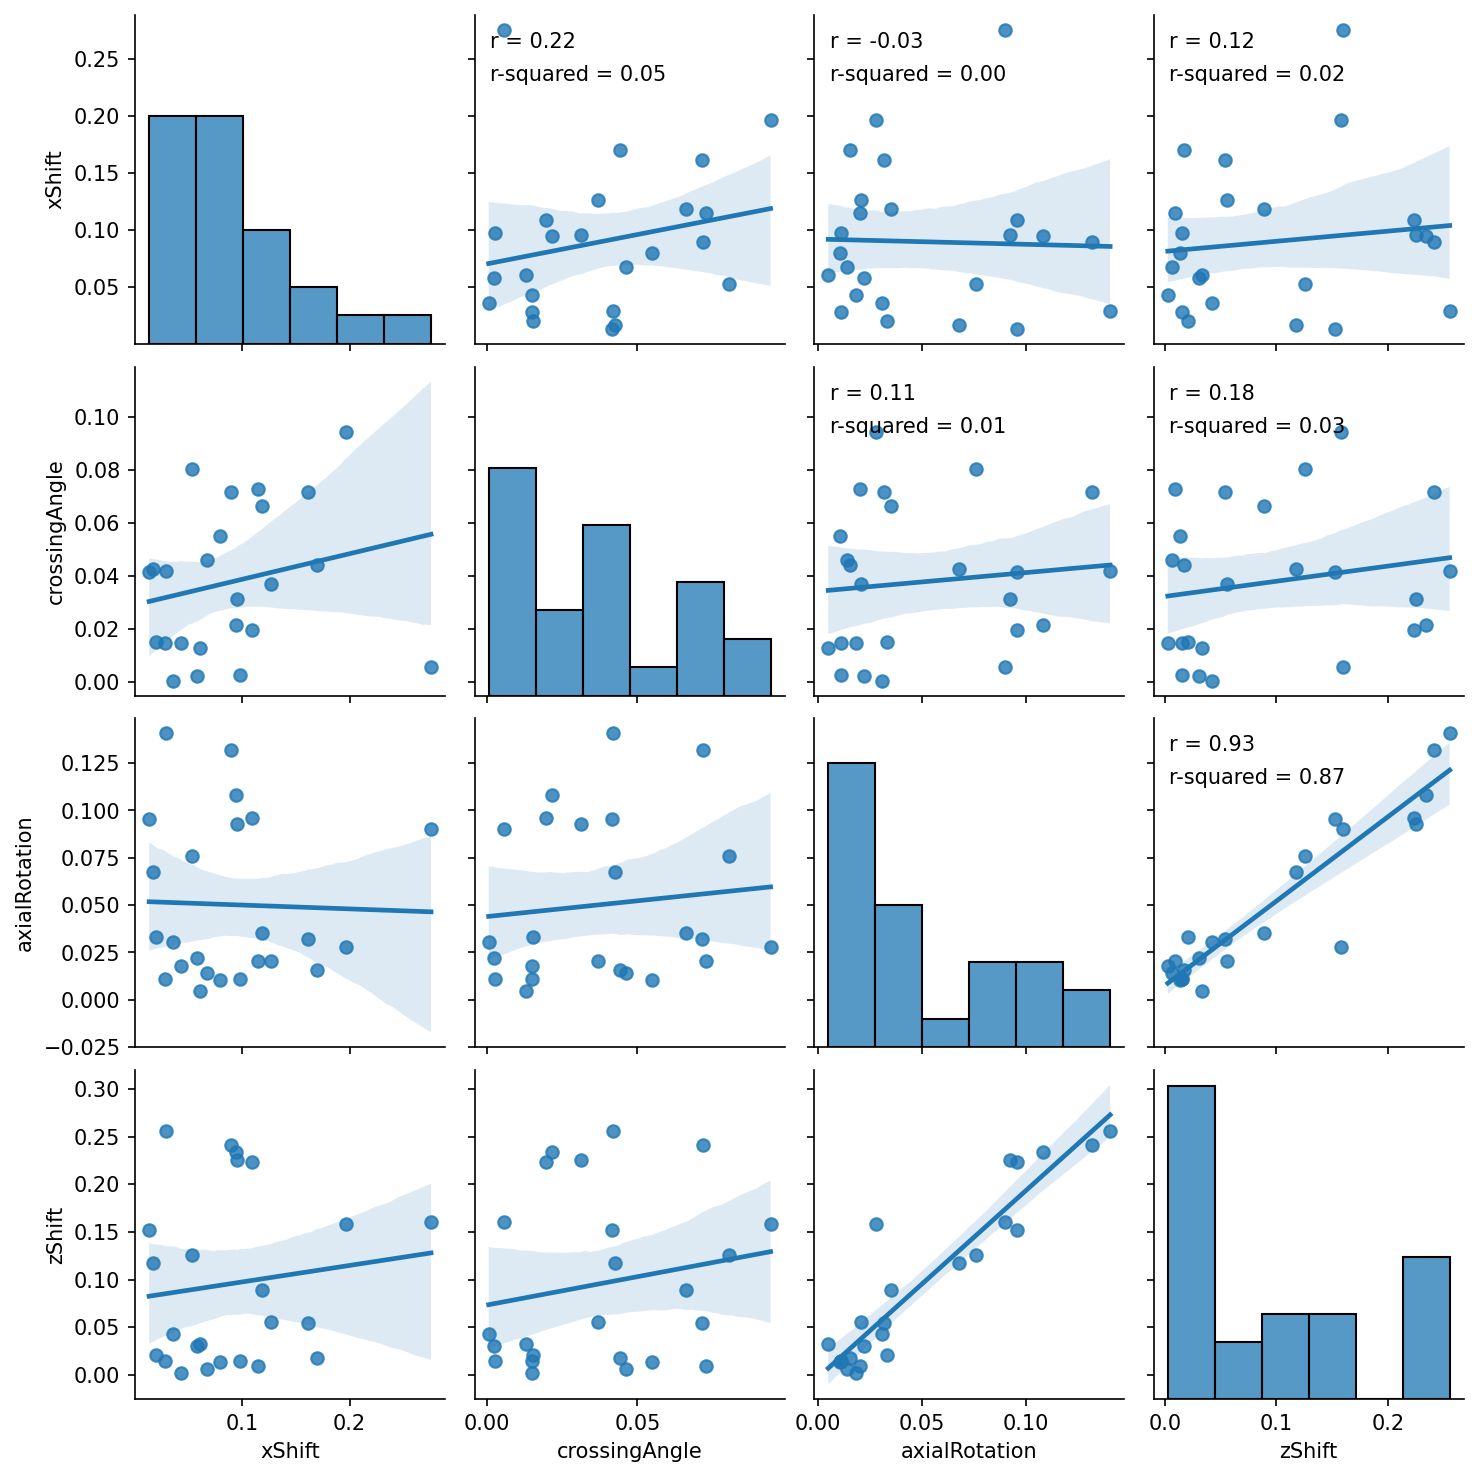 0.25
0.20
0.15
0.10
0.05
xShift
r = 0.22
r-squared = 0.05
r = -0.03
r-squared = 0.00
r = 0.12
r-squared = 0.02
0.10
0.08
0.06
0.04
0.02
0.00
crossingAngle
r = 0.11
r-squared = 0.01
r = 0.18
r-squared = 0.03
0.125
0.100
0.075
0.050
0.025
0.000
−0.025
axialRotation
r = 0.93
r-squared = 0.87
0.30
0.25
0.20
0.15
0.10
0.05
0.00
zShift
0.1 0.2
xShift
0.00 0.05
crossingAngle
0.00 0.05 0.10
axialRotation
0.0 0.1 0.2
zShift